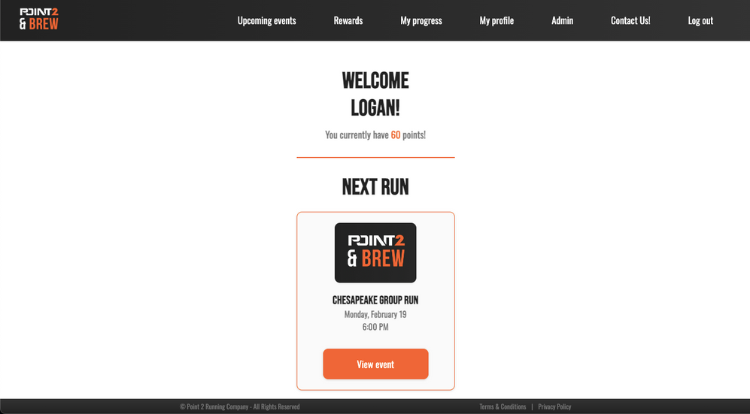 POINT2
& BREW
Upcoming events
Rewards
My progress
My profile
Admin
Contact Us!
Log out
WELCOME
LOGAN!
You currently have 60 points!
NEXT RUN
POINT2
& BREW
CHESAPEAKE GROUP RUN
Monday, February 19
6:00 PM
View event
© Point 2 Running Company - All Rights Reserved
Terms & Conditions | Privacy Policy